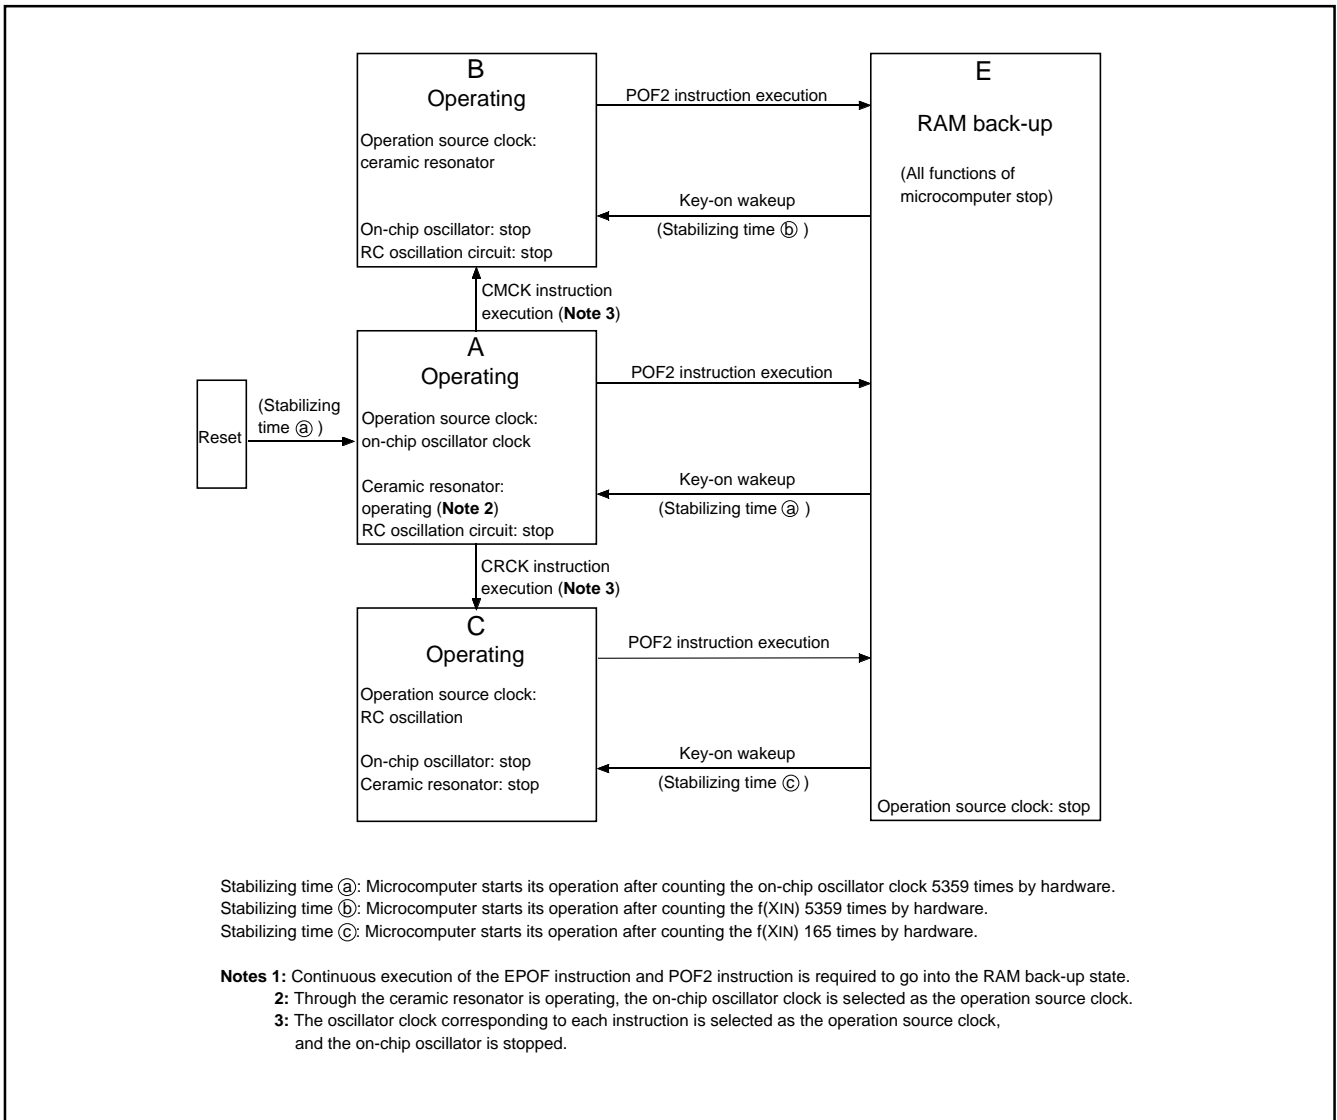 B
Operating
Operation source clock:
ceramic resonator
On-chip oscillator: stop
RC oscillation circuit: stop
POF2 instruction execution
Key-on wakeup
(Stabilizing time ⓑ )
E
RAM back-up
(All functions of
microcomputer stop)
CMCK instruction
execution (Note 3)
Reset
(Stabilizing
time ⓐ )
A
Operating
Operation source clock:
on-chip oscillator clock
Ceramic resonator:
operating (Note 2)
RC oscillation circuit: stop
POF2 instruction execution
Key-on wakeup
(Stabilizing time ⓐ )
CRCK instruction
execution (Note 3)
C
Operating
Operation source clock:
RC oscillation
On-chip oscillator: stop
Ceramic resonator: stop
POF2 instruction execution
Key-on wakeup
(Stabilizing time ⓒ )
Operation source clock: stop
Stabilizing time ⓐ: Microcomputer starts its operation after counting the on-chip oscillator clock 5359 times by hardware.
Stabilizing time ⓑ: Microcomputer starts its operation after counting the f(XIN) 5359 times by hardware.
Stabilizing time ⓒ: Microcomputer starts its operation after counting the f(XIN) 165 times by hardware.
Notes 1: Continuous execution of the EPOF instruction and POF2 instruction is required to go into the RAM back-up state.
2: Through the ceramic resonator is operating, the on-chip oscillator clock is selected as the operation source clock.
3: The oscillator clock corresponding to each instruction is selected as the operation source clock,
and the on-chip oscillator is stopped.